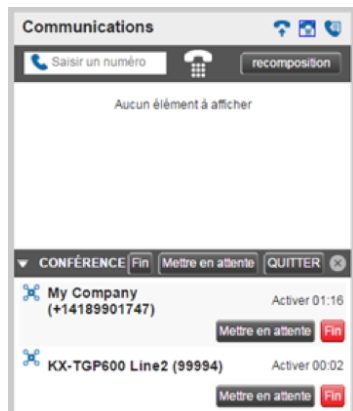 Communications
Saisir un numéro recomposition
Aucun élément à afficher
CONFÉRENCE Fin Mettre en attente QUITTER
My Company
(+14189901747) Activer 01:16
Mettre en attente Fin
KX-TGP600 Line2 (99994) Activer 00:02
Mettre en attente Fin